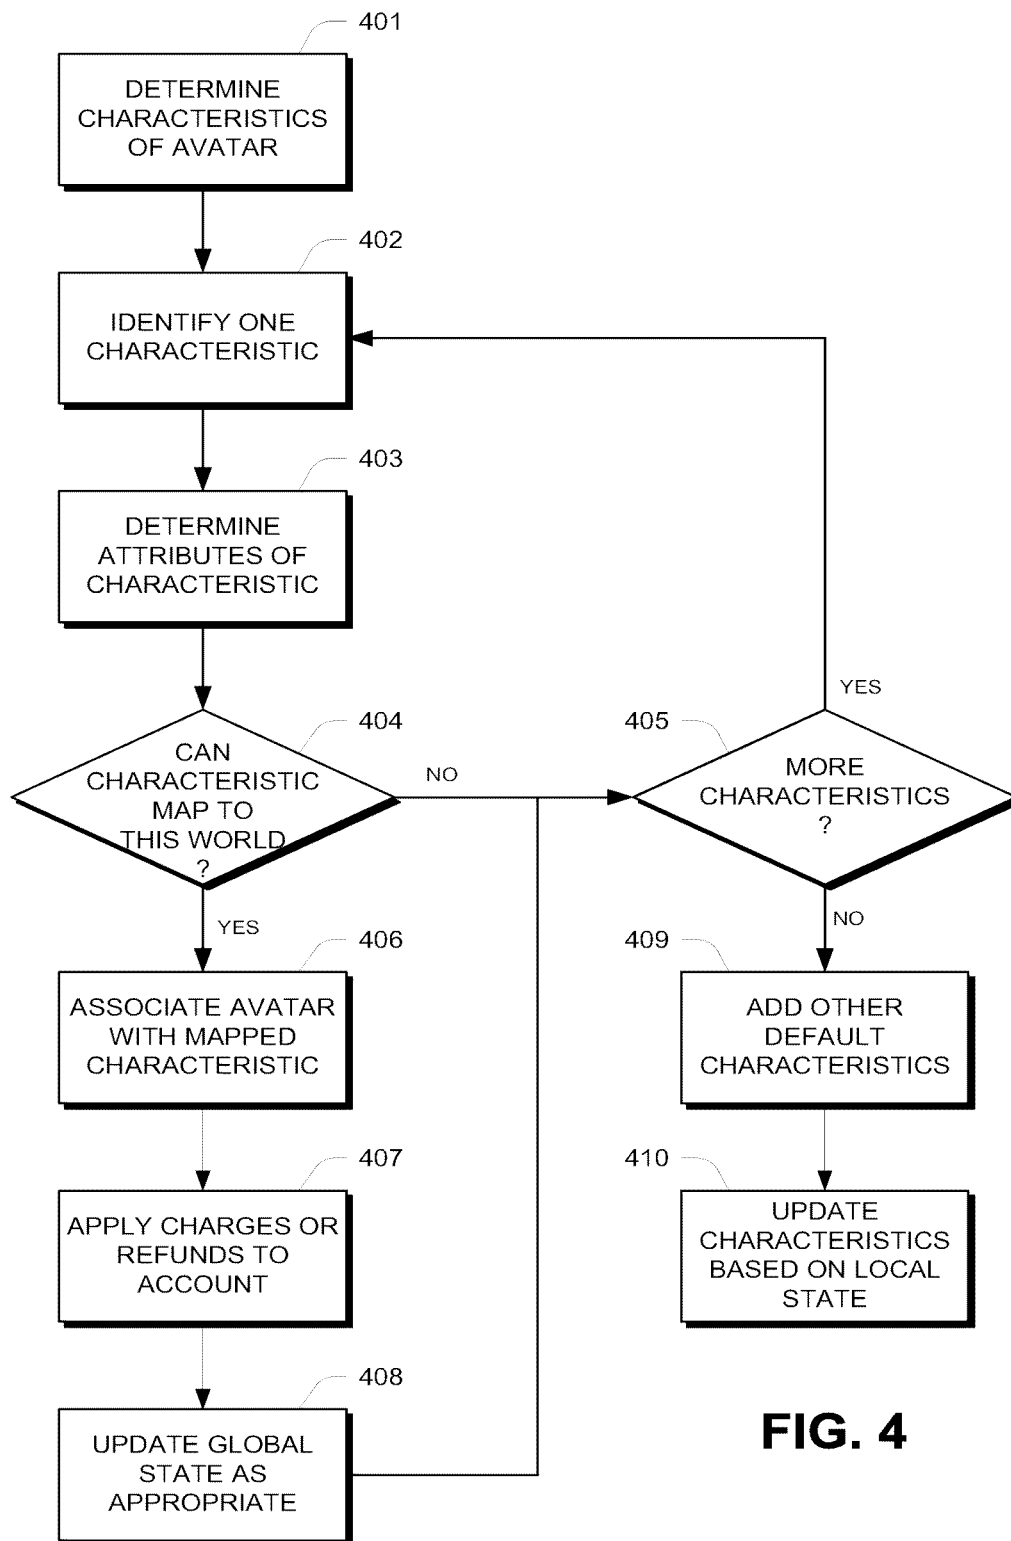 401
DETERMINE
CHARACTERISTICS
OF AVATAR
402
IDENTIFY ONE
CHARACTERISTIC
403
DETERMINE
ATTRIBUTES OF
CHARACTERISTIC
404
CAN
CHARACTERISTIC
MAP TO
THIS WORLD
?
NO
YES
405
MORE
CHARACTERISTICS
?
YES
NO
406
ASSOCIATE AVATAR
WITH MAPPED
CHARACTERISTIC
407
APPLY CHARGES OR
REFUNDS TO
ACCOUNT
408
UPDATE GLOBAL
STATE AS
APPROPRIATE
409
ADD OTHER
DEFAULT
CHARACTERISTICS
410
UPDATE
CHARACTERISTICS
BASED ON LOCAL
STATE
FIG. 4